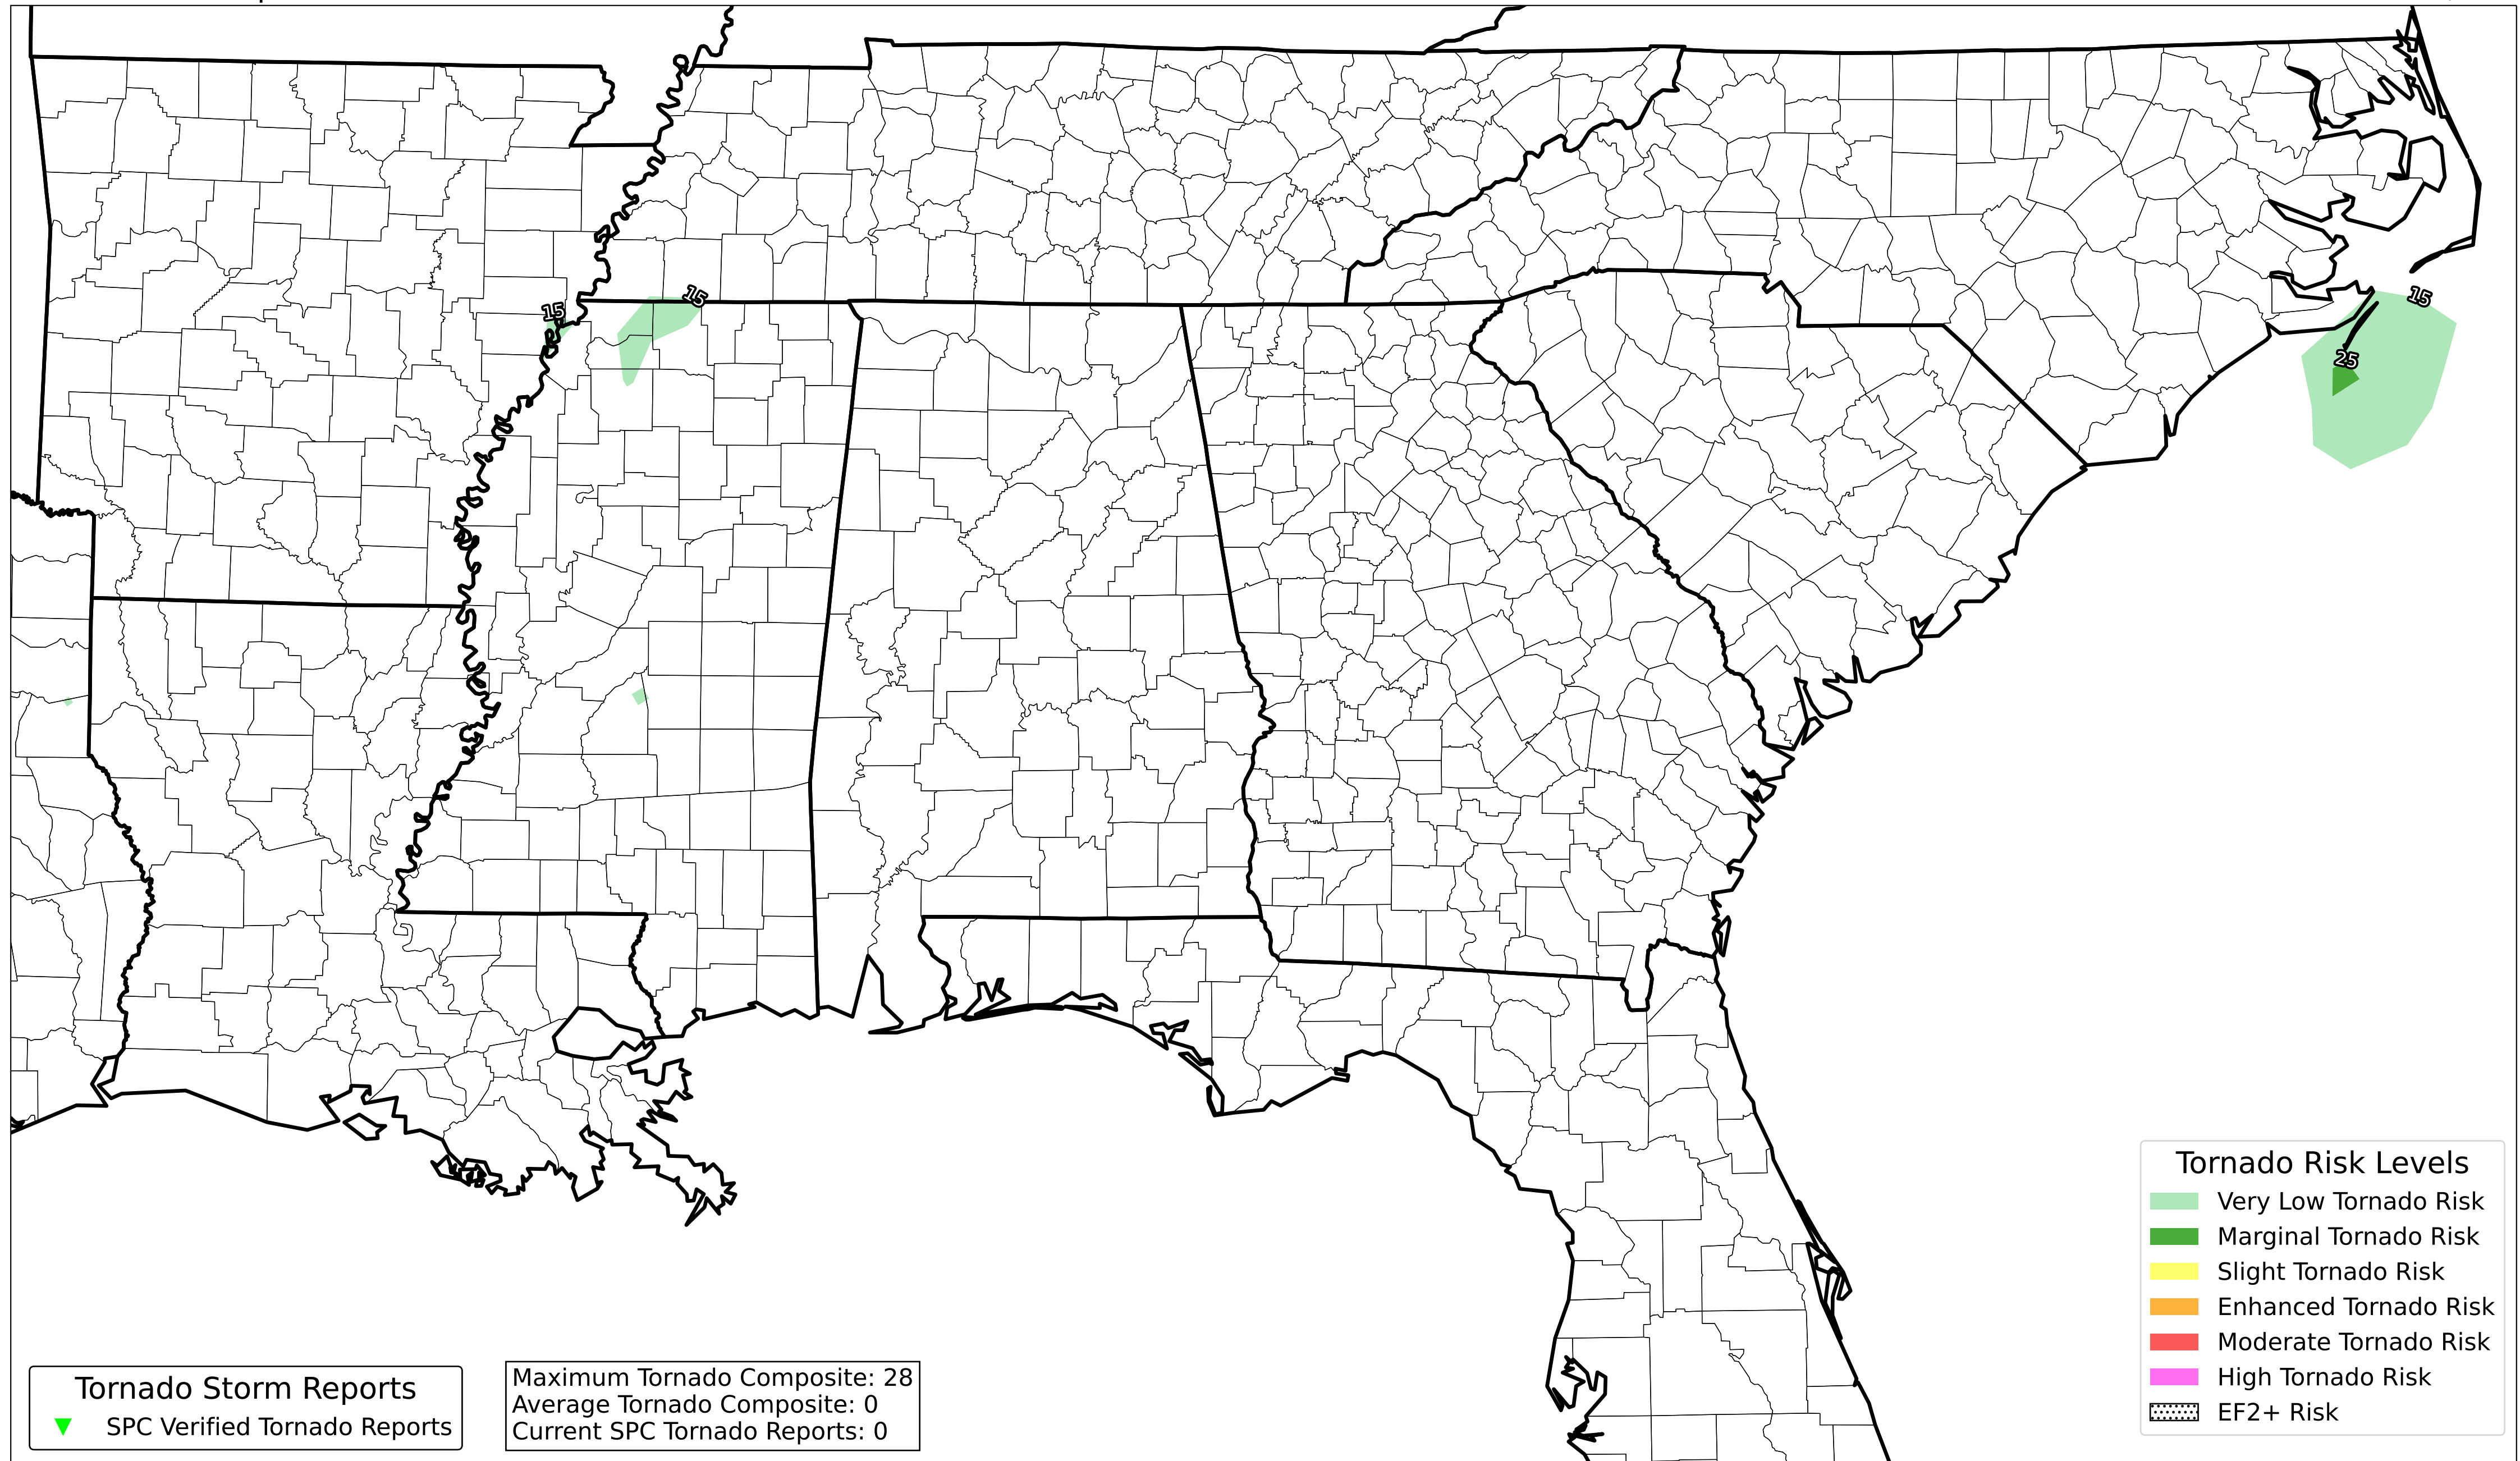 15
15
15
25
Tornado Risk Levels
Very Low Tornado Risk
Marginal Tornado Risk
Slight Tornado Risk
Enhanced Tornado Risk
Moderate Tornado Risk
High Tornado Risk
EF2+ Risk
Tornado Storm Reports
SPC Verified Tornado Reports
Maximum Tornado Composite: 28
Average Tornado Composite: 0
Current SPC Tornado Reports: 0